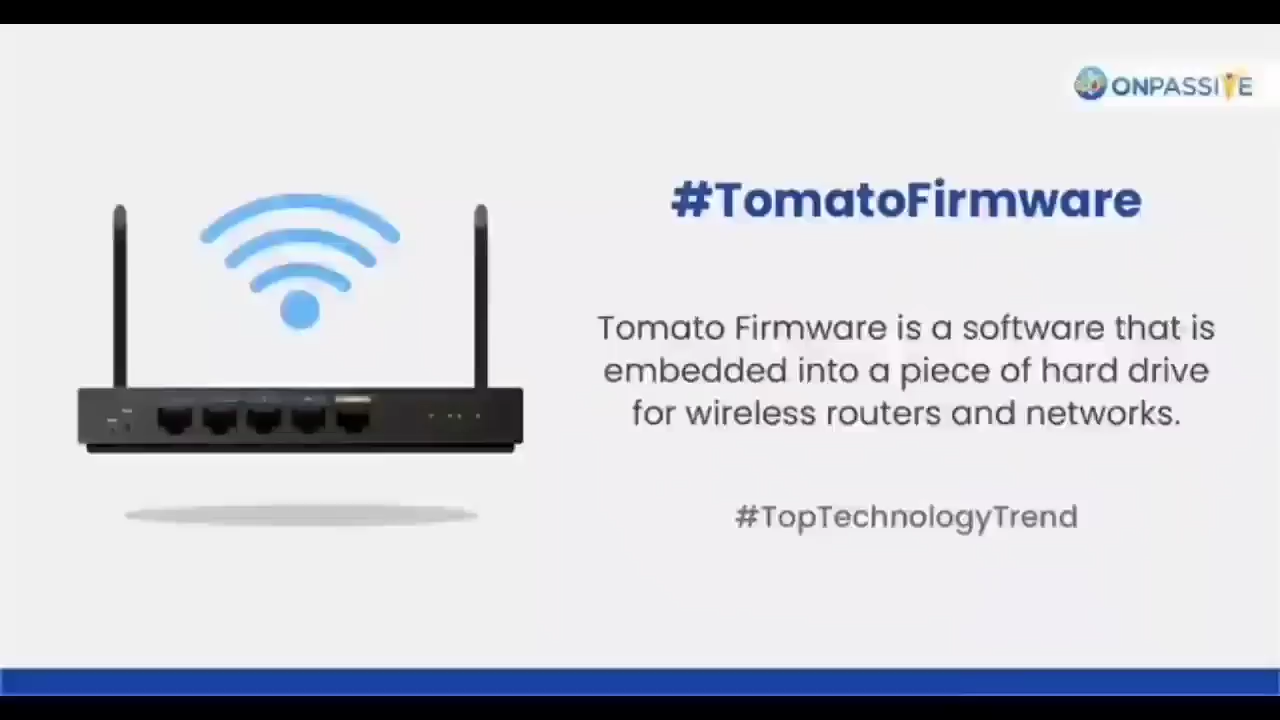 ONPASSIVE
#TomatoFirmware
Tomato Firmware is a software that is
embedded into a piece of hard drive
for wireless routers and networks.
#TopTechnologyTrend